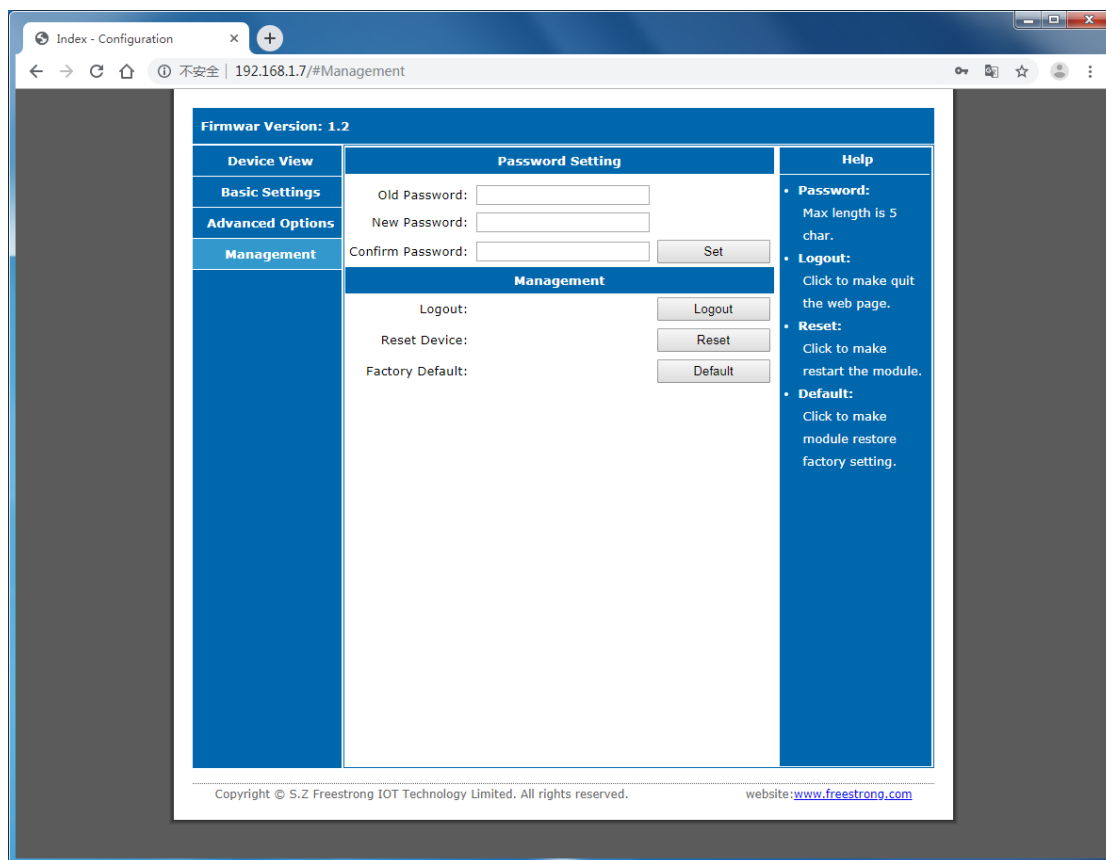 Index - Configuration
不安全 | 192.168.1.7/#Management
Firmwar Version: 1.2
Device View
Basic Settings
Advanced Options
Management
Password Setting
Old Password:
New Password:
Confirm Password: Set
Management
Logout: Logout
Reset Device: Reset
Factory Default: Default
Help
• Password:
Max length is 5
char.
• Logout:
Click to make quit
the web page.
• Reset:
Click to make
restart the module.
• Default:
Click to make
module restore
factory setting.
Copyright © S.Z Freestrong IOT Technology Limited. All rights reserved. website:www.freestrong.com